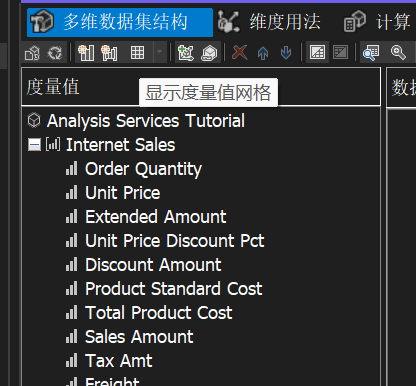 多维数据集结构 维度用法 计算
显示度量值网格
度量值 数据
Analysis Services Tutorial
Internet Sales
Order Quantity
Unit Price
Extended Amount
Unit Price Discount Pct
Discount Amount
Product Standard Cost
Total Product Cost
Sales Amount
Tax Amt
Freight